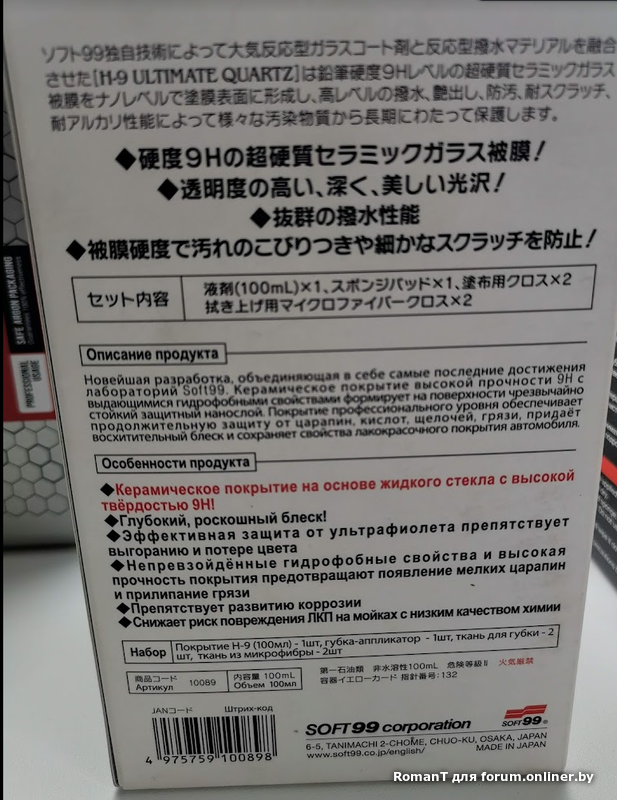 ソフト99独自技術によって大気反応型ガラスコート剤と反応型撥水マテリアルを融合
させた[H-9 ULTIMATE QUARTZ]は鉛筆硬度9Hレベルの超硬質セラミックガラス
被膜をナノレベルで塗膜表面に形成し、高レベルの撥水、艶出し、防汚、耐スクラッチ、
耐アルカリ性能によって様々な汚染物質から長期にわたって保護します。
◆硬度9Hの超硬質セラミックガラス被膜!
◆透明度の高い、深く、美しい光沢!
◆抜群の撥水性能
◆被膜硬度で汚れのこびりつきや細かなスクラッチを防止!
セット内容
液剤(100mL)×1、スポンジパッド×1、塗布用クロス×2
拭き上げ用マイクロファイバークロス×2
SAFE ARGON PACKAGING
PROFESSIONAL
USAGE
Описание продукта
Новейшая разработка, объединяющая в себе самые последние достижения
лабораторий Soft99. Керамическое покрытие высокой прочности 9H с
выдающимися гидрофобными свойствами формирует на поверхности чрезвычайно
стойкий защитный нанослой. Покрытие профессионального уровня обеспечивает
продолжительную защиту от царапин, кислот, щелочей, грязи, придаёт
восхитительный блеск и сохраняет свойства лакокрасочного покрытия автомобиля.
Особенности продукта
◆Керамическое покрытие на основе жидкого стекла с высокой
твёрдостью 9H!
◆Глубокий, роскошный блеск!
◆Эффективная защита от ультрафиолета препятствует
выгоранию и потере цвета
◆Непревзойдённые гидрофобные свойства и высокая
прочность покрытия предотвращают появление мелких царапин
и прилипание грязи
◆Препятствует развитию коррозии
◆Снижает риск повреждения ЛКП на мойках с низким качеством химии
Набор
Покрытие H-9 (100мл) - 1шт, губка-аппликатор - 1шт, ткань для губки - 2
шт, ткань из микрофибры - 2шт
商品コード
Артикул
10089
内容量 100mL
Объем 100мл
第一石油類 非水溶性100mL 危険等級Ⅱ 火気厳禁
容器イエローカード 指針番号:132
JANコード
Штрих-код
4 975759 100898
SOFT99 corporation
6-5, TANIMACHI 2-CHOME, CHUO-KU, OSAKA, JAPAN
www.soft99.co.jp/english/
MADE IN JAPAN
SOFT99®
RomanT для forum.onliner.by